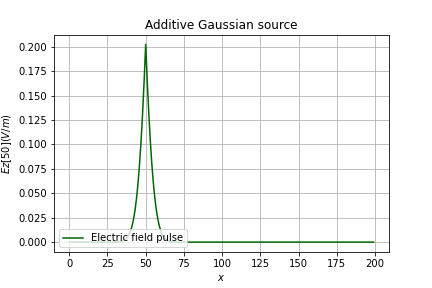 Additive Gaussian source
0.200
0.175
0.150
0.125
0.100
0.075
0.050
0.025
0.000
Ez[50](V/m)
Electric field pulse
0 25 50 75 100 125 150 175 200
x